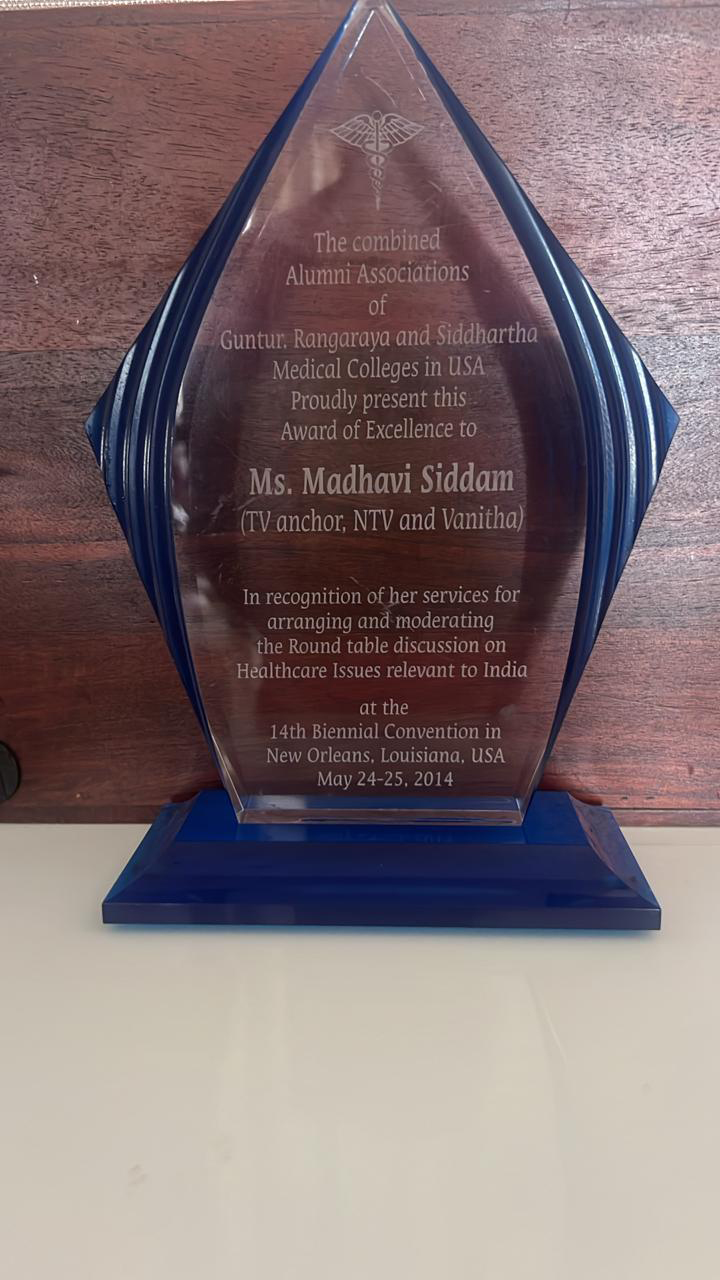 The combined
Alumni Associations
of
Guntur, Rangaraya and Siddhartha
Medical Colleges in USA
Proudly present this
Award of Excellence to
Ms. Madhavi Siddam
(TV anchor, NTV and Vanitha)
In recognition of her services for
arranging and moderating
the Round table discussion on
Healthcare Issues relevant to India
at the
14th Biennial Convention in
New Orleans, Louisiana, USA
May 24-25, 2014